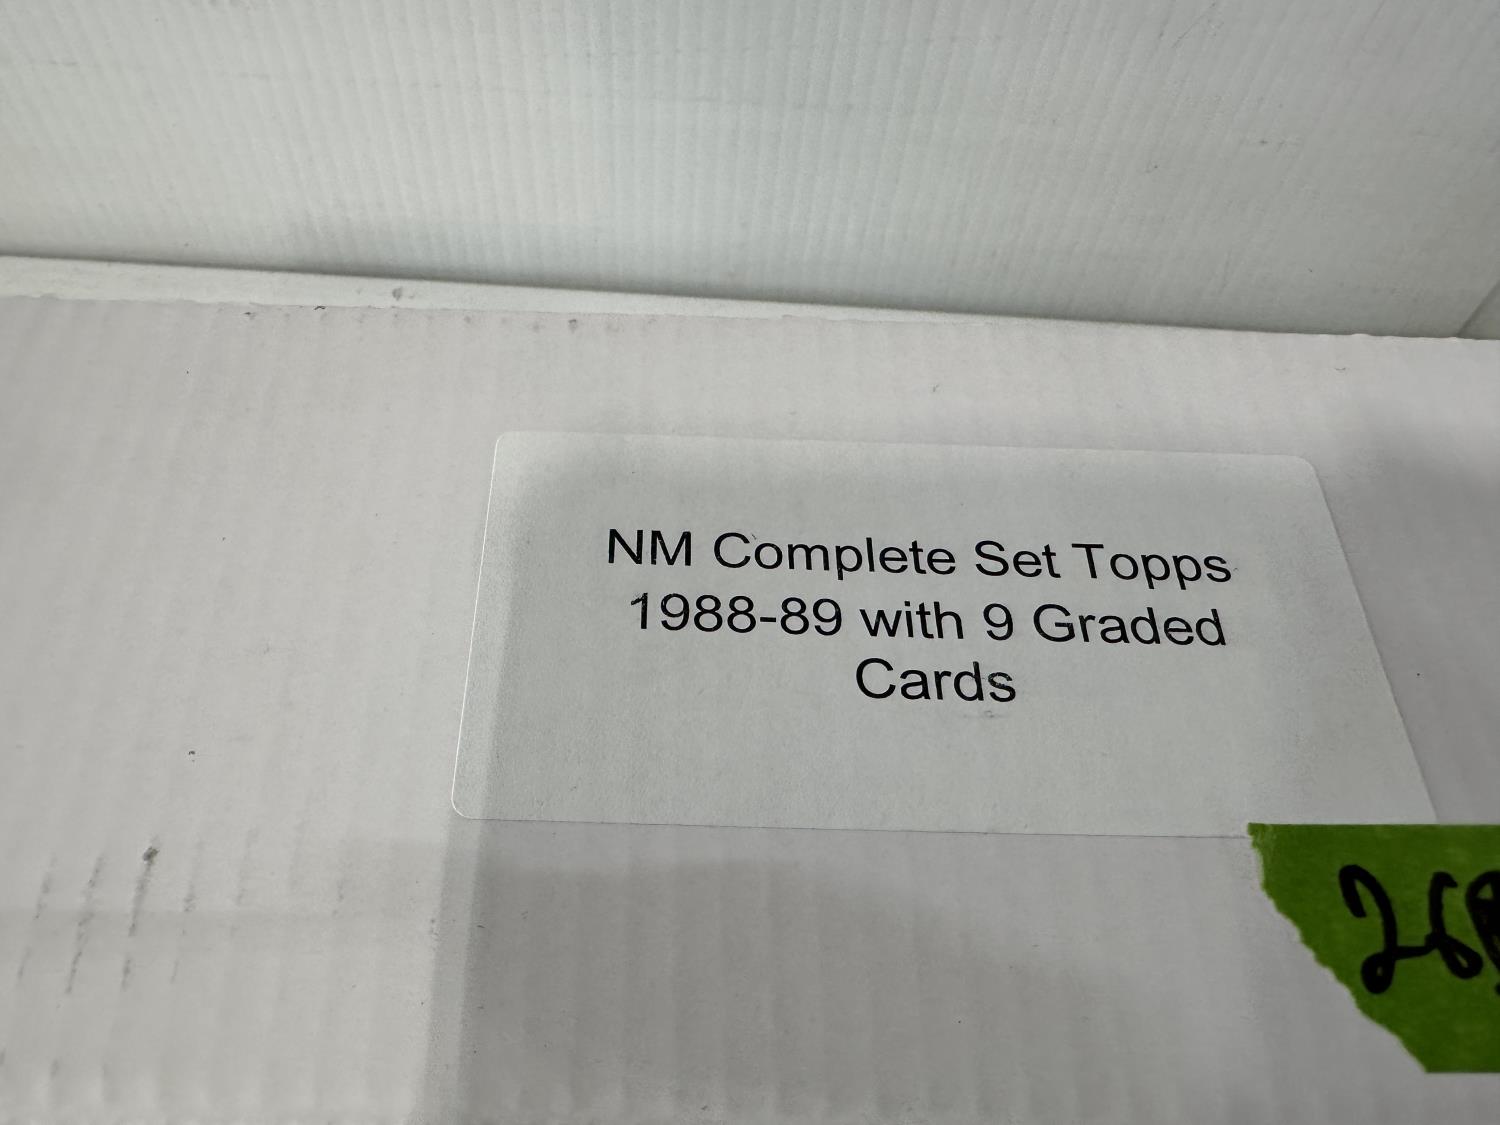 NM Complete Set Topps
1988-89 with 9 Graded
Cards